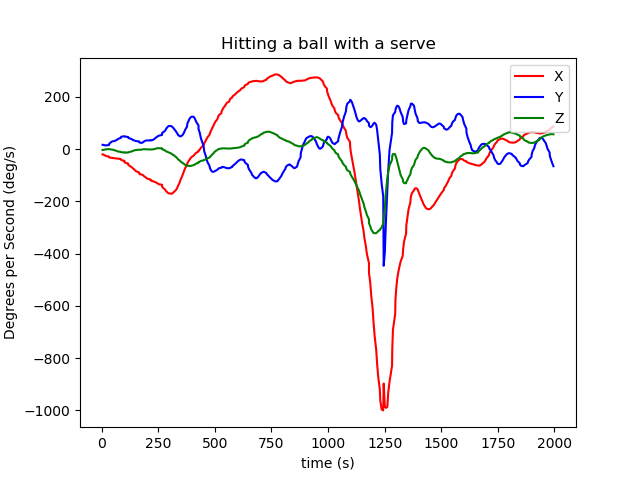 Hitting a ball with a serve
X
Y
Z
200
0
−200
−400
−600
−800
−1000
Degrees per Second (deg/s)
0 250 500 750 1000 1250 1500 1750 2000
time (s)